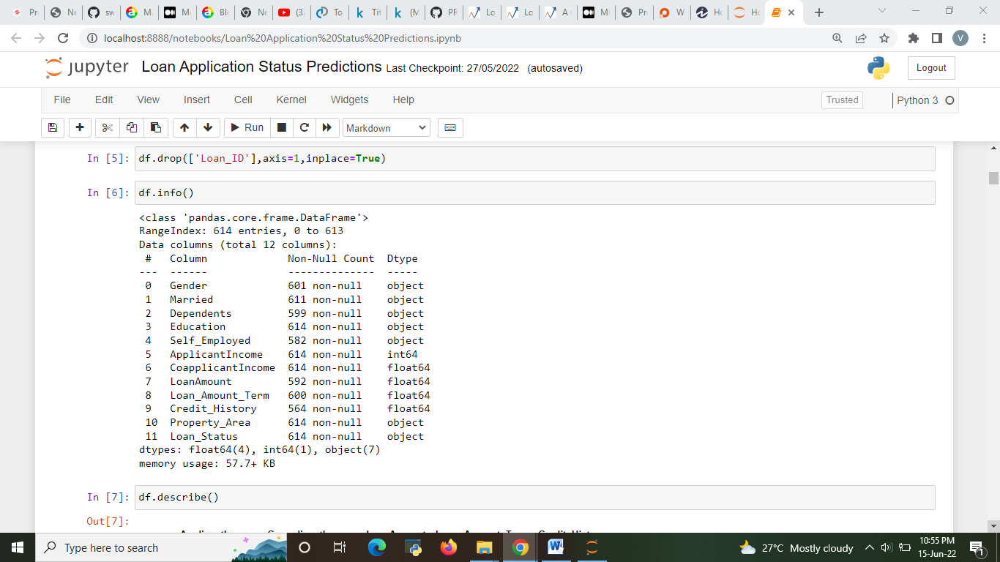 Pr
Ne
sw
M
M
Bl
Ne
(3
To
Tit
(M
PR
Lo
Lo
A
MI
Pr
W
Ho
Ho
localhost:8888/notebooks/Loan%20Application%20Status%20Predictions.ipynb
V
jupyter Loan Application Status Predictions Last Checkpoint: 27/05/2022 (autosaved)
Logout
File Edit View Insert Cell Kernel Widgets Help
Trusted Python 3
Run Markdown
In [5]: df.drop(['Loan_ID'],axis=1,inplace=True)
In [6]: df.info()
<class 'pandas.core.frame.DataFrame'>
RangeIndex: 614 entries, 0 to 613
Data columns (total 12 columns):
# Column Non-Null Count Dtype
--- ------ -------------- -----
0 Gender 601 non-null object
1 Married 611 non-null object
2 Dependents 599 non-null object
3 Education 614 non-null object
4 Self_Employed 582 non-null object
5 ApplicantIncome 614 non-null int64
6 CoapplicantIncome 614 non-null float64
7 LoanAmount 592 non-null float64
8 Loan_Amount_Term 600 non-null float64
9 Credit_History 564 non-null float64
10 Property_Area 614 non-null object
11 Loan_Status 614 non-null object
dtypes: float64(4), int64(1), object(7)
memory usage: 57.7+ KB
In [7]: df.describe()
Out[7]:
Type here to search
27°C Mostly cloudy
10:55 PM
15-Jun-22
1